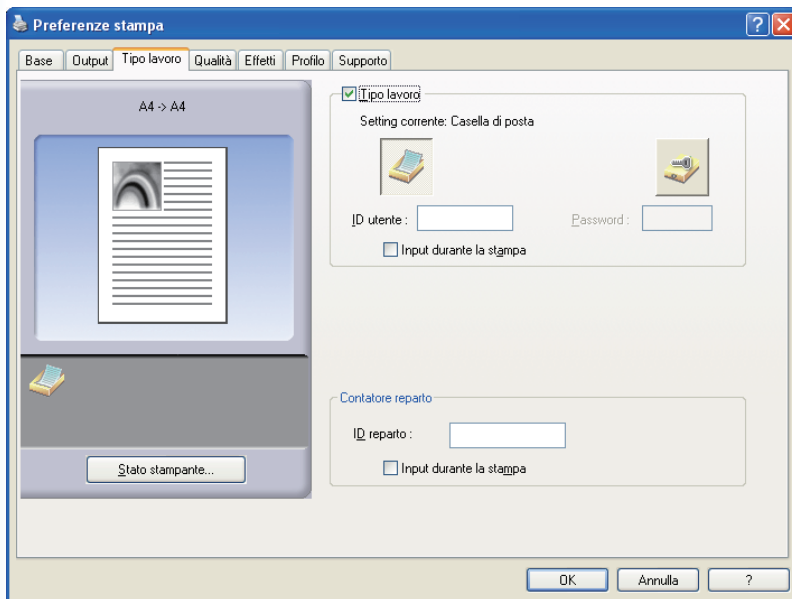 Preferenze stampa
Base Output Tipo lavoro Qualità Effetti Profilo Supporto
A4 -> A4
Tipo lavoro
Setting corrente: Casella di posta
ID utente :
Password :
Input durante la stampa
Contatore reparto
ID reparto :
Input durante la stampa
Stato stampante...
OK Annulla ?